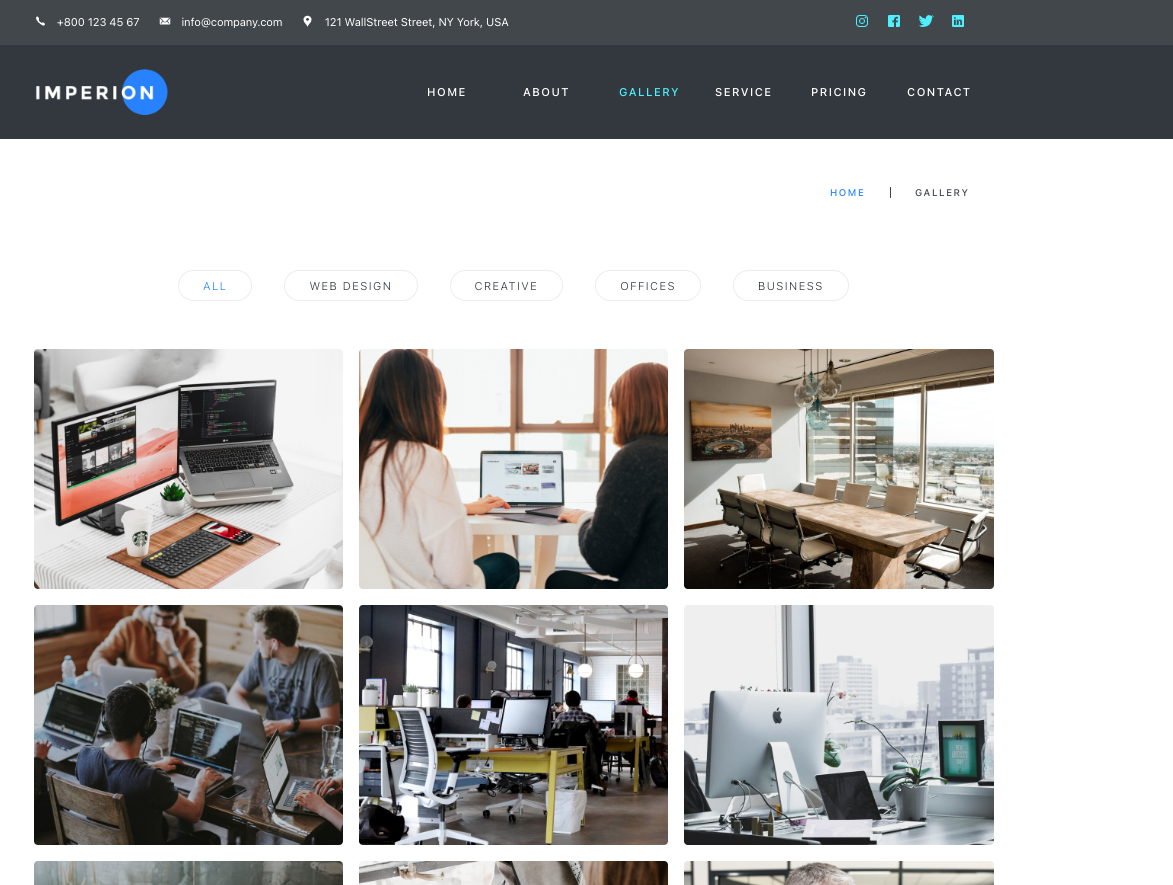 +800 123 45 67 info@company.com 121 WallStreet Street, NY York, USA
IMPERION HOME ABOUT GALLERY SERVICE PRICING CONTACT
HOME | GALLERY
ALL WEB DESIGN CREATIVE OFFICES BUSINESS